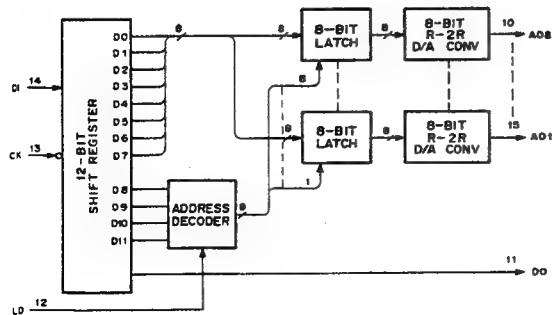 DI 14
CK 13
LD 12
12-BIT
SHIFT REGISTER
D0
D1
D2
D3
D4
D5
D6
D7
D8
D9
D10
D11
ADDRESS
DECODER
8
8
8
8
8
1
8-BIT
LATCH
8
8-BIT
R-2R
D/A CONV
10
AO8
8-BIT
LATCH
8
8-BIT
R-2R
D/A CONV
15
AO1
11
DO